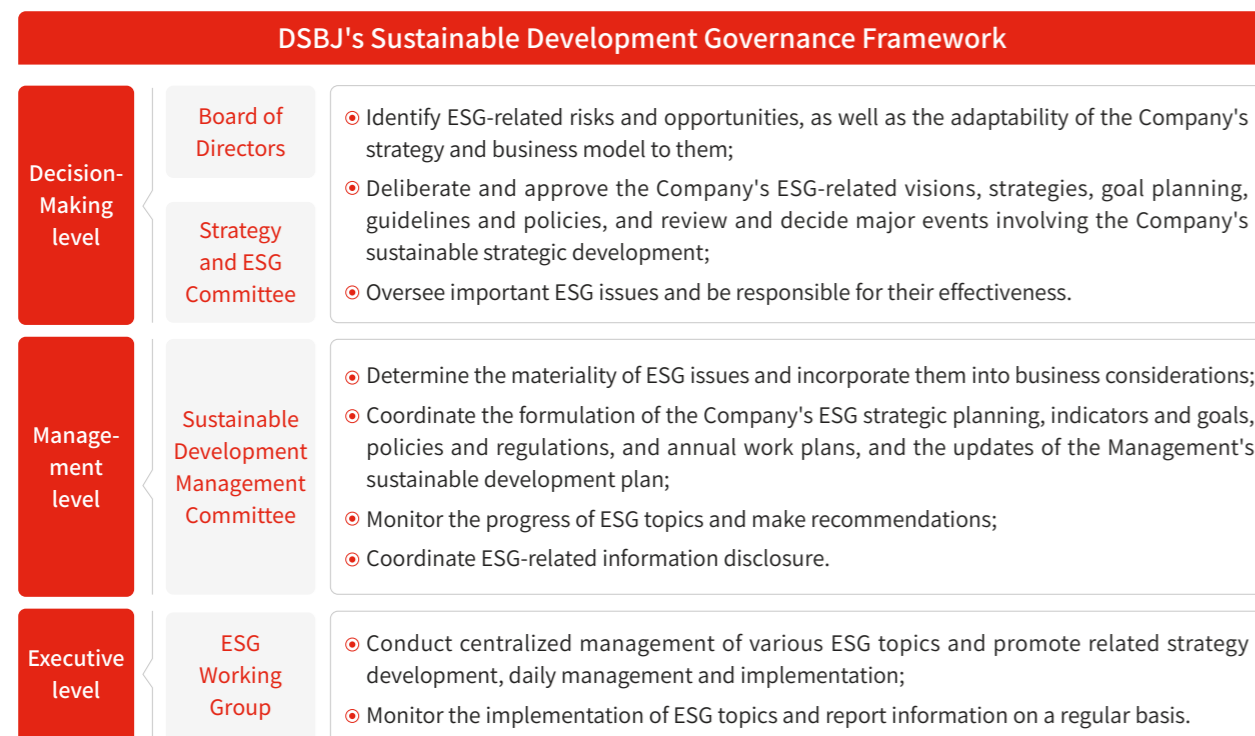 DSBJ's Sustainable Development Governance Framework
Decision-
Making
level
Board of
Directors
Strategy
and ESG
Committee
Identify ESG-related risks and opportunities, as well as the adaptability of the Company's
strategy and business model to them;
Deliberate and approve the Company's ESG-related visions, strategies, goal planning,
guidelines and policies, and review and decide major events involving the Company's
sustainable strategic development;
Oversee important ESG issues and be responsible for their effectiveness.
Manage-
ment
level
Sustainable
Development
Management
Committee
Determine the materiality of ESG issues and incorporate them into business considerations;
Coordinate the formulation of the Company's ESG strategic planning, indicators and goals,
policies and regulations, and annual work plans, and the updates of the Management's
sustainable development plan;
Monitor the progress of ESG topics and make recommendations;
Coordinate ESG-related information disclosure.
Executive
level
ESG
Working
Group
Conduct centralized management of various ESG topics and promote related strategy
development, daily management and implementation;
Monitor the implementation of ESG topics and report information on a regular basis.